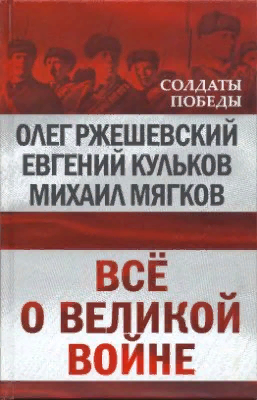 СОЛДАТЫ
ПОБЕДЫ
ОЛЕГ РЖЕШЕВСКИЙ
ЕВГЕНИЙ КУЛЬКОВ
МИХАИЛ МЯГКОВ
ВСЁ
О ВЕЛИКОЙ
ВОЙНЕ